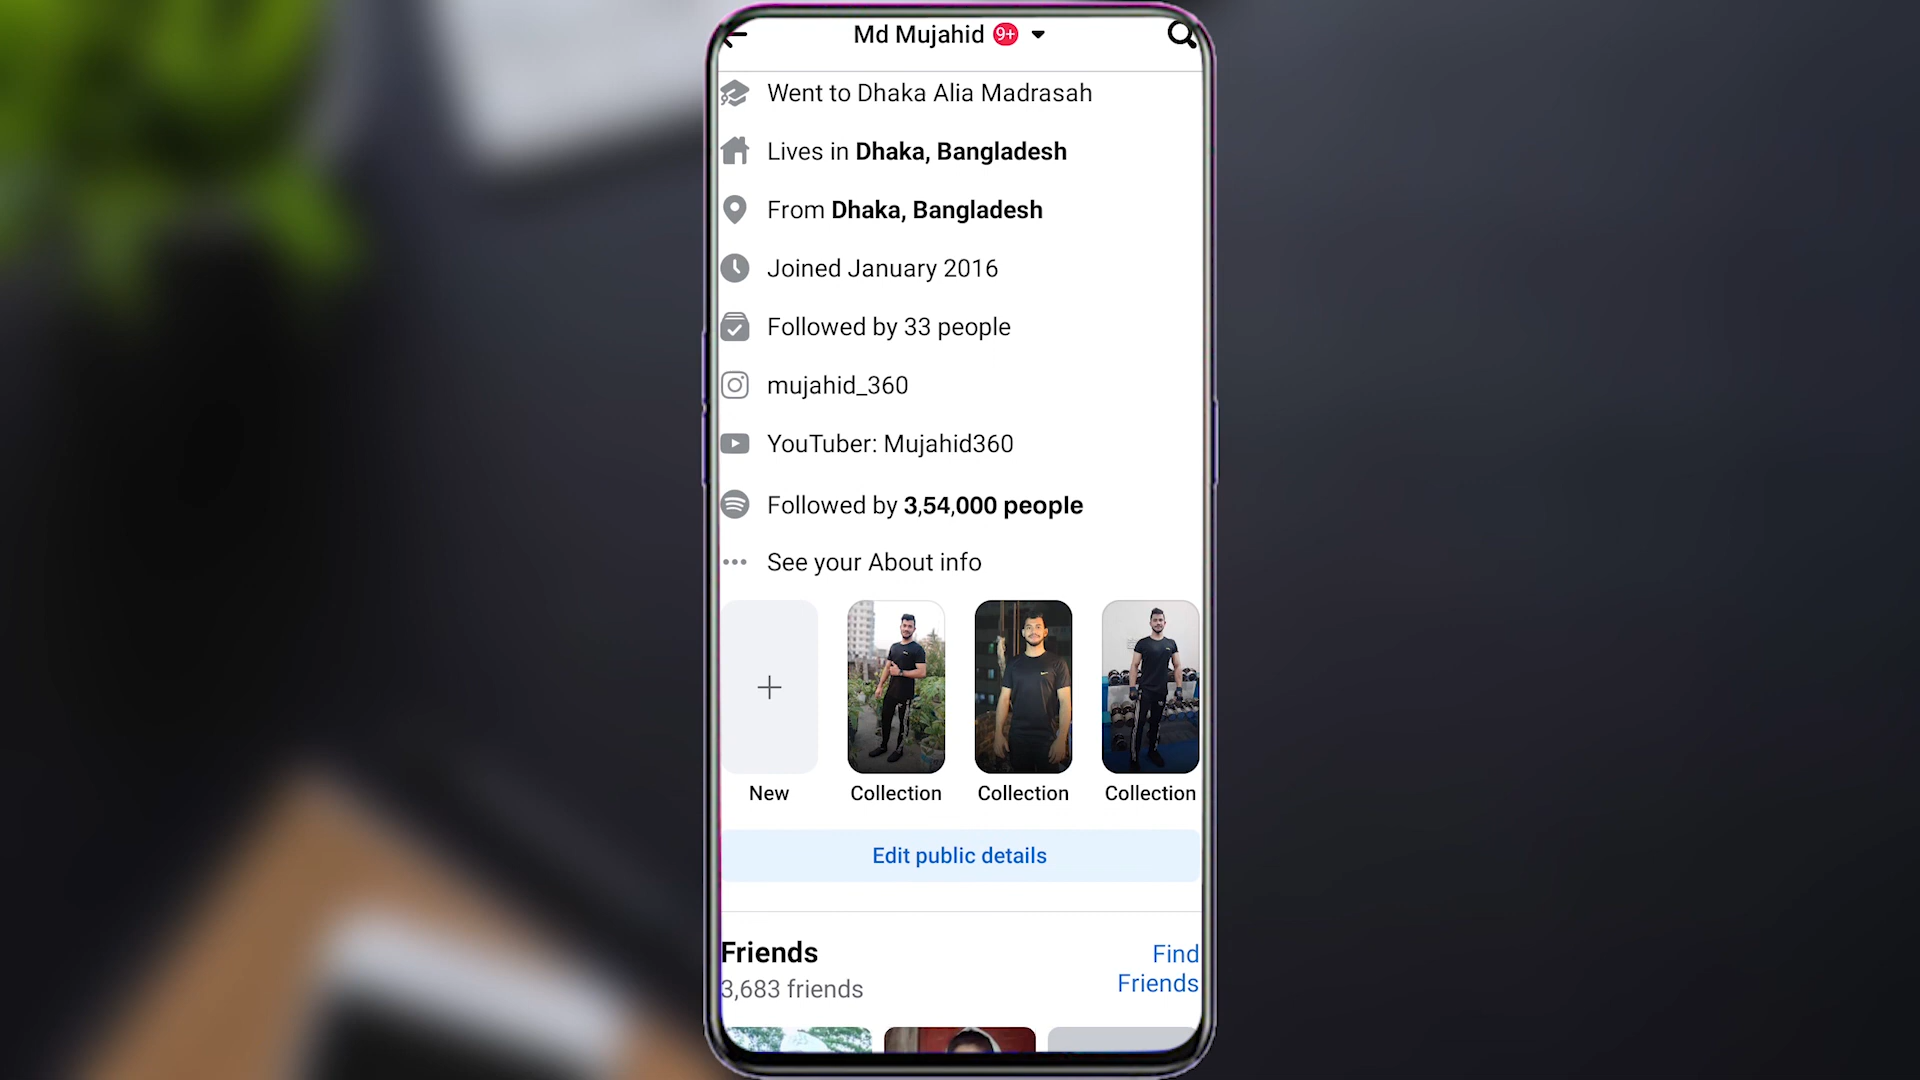 Md Mujahid 9+
Went to Dhaka Alia Madrasah
Lives in Dhaka, Bangladesh
From Dhaka, Bangladesh
Joined January 2016
Followed by 33 people
mujahid_360
YouTuber: Mujahid360
Followed by 3,54,000 people
See your About info
New
Collection
Collection
Collection
Edit public details
Friends
Find
Friends
3,683 friends